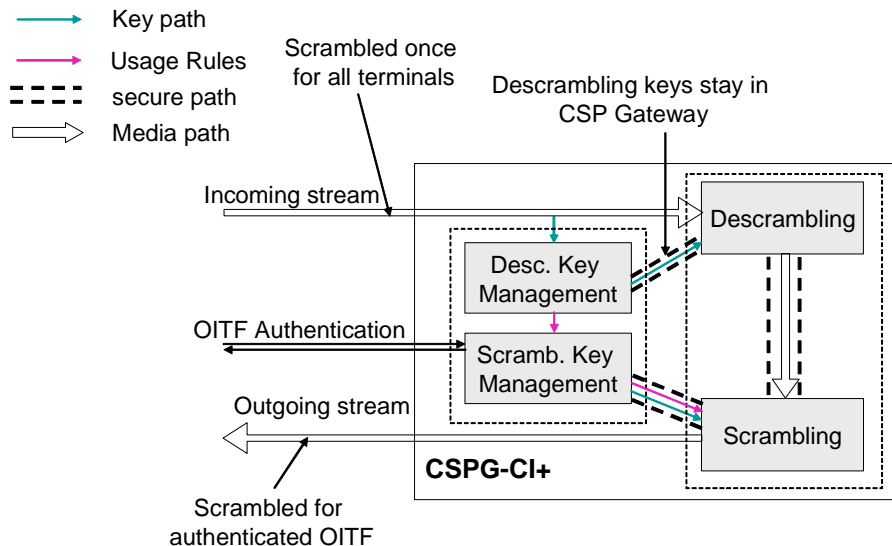 Key path
Usage Rules
secure path
Media path
Scrambled once
for all terminals
Descrambling keys stay in
CSP Gateway
Incoming stream
Descrambling
Desc. Key
Management
OITF Authentication
Scramb. Key
Management
Outgoing stream
Scrambling
CSPG-CI+
Scrambled for
authenticated OITF